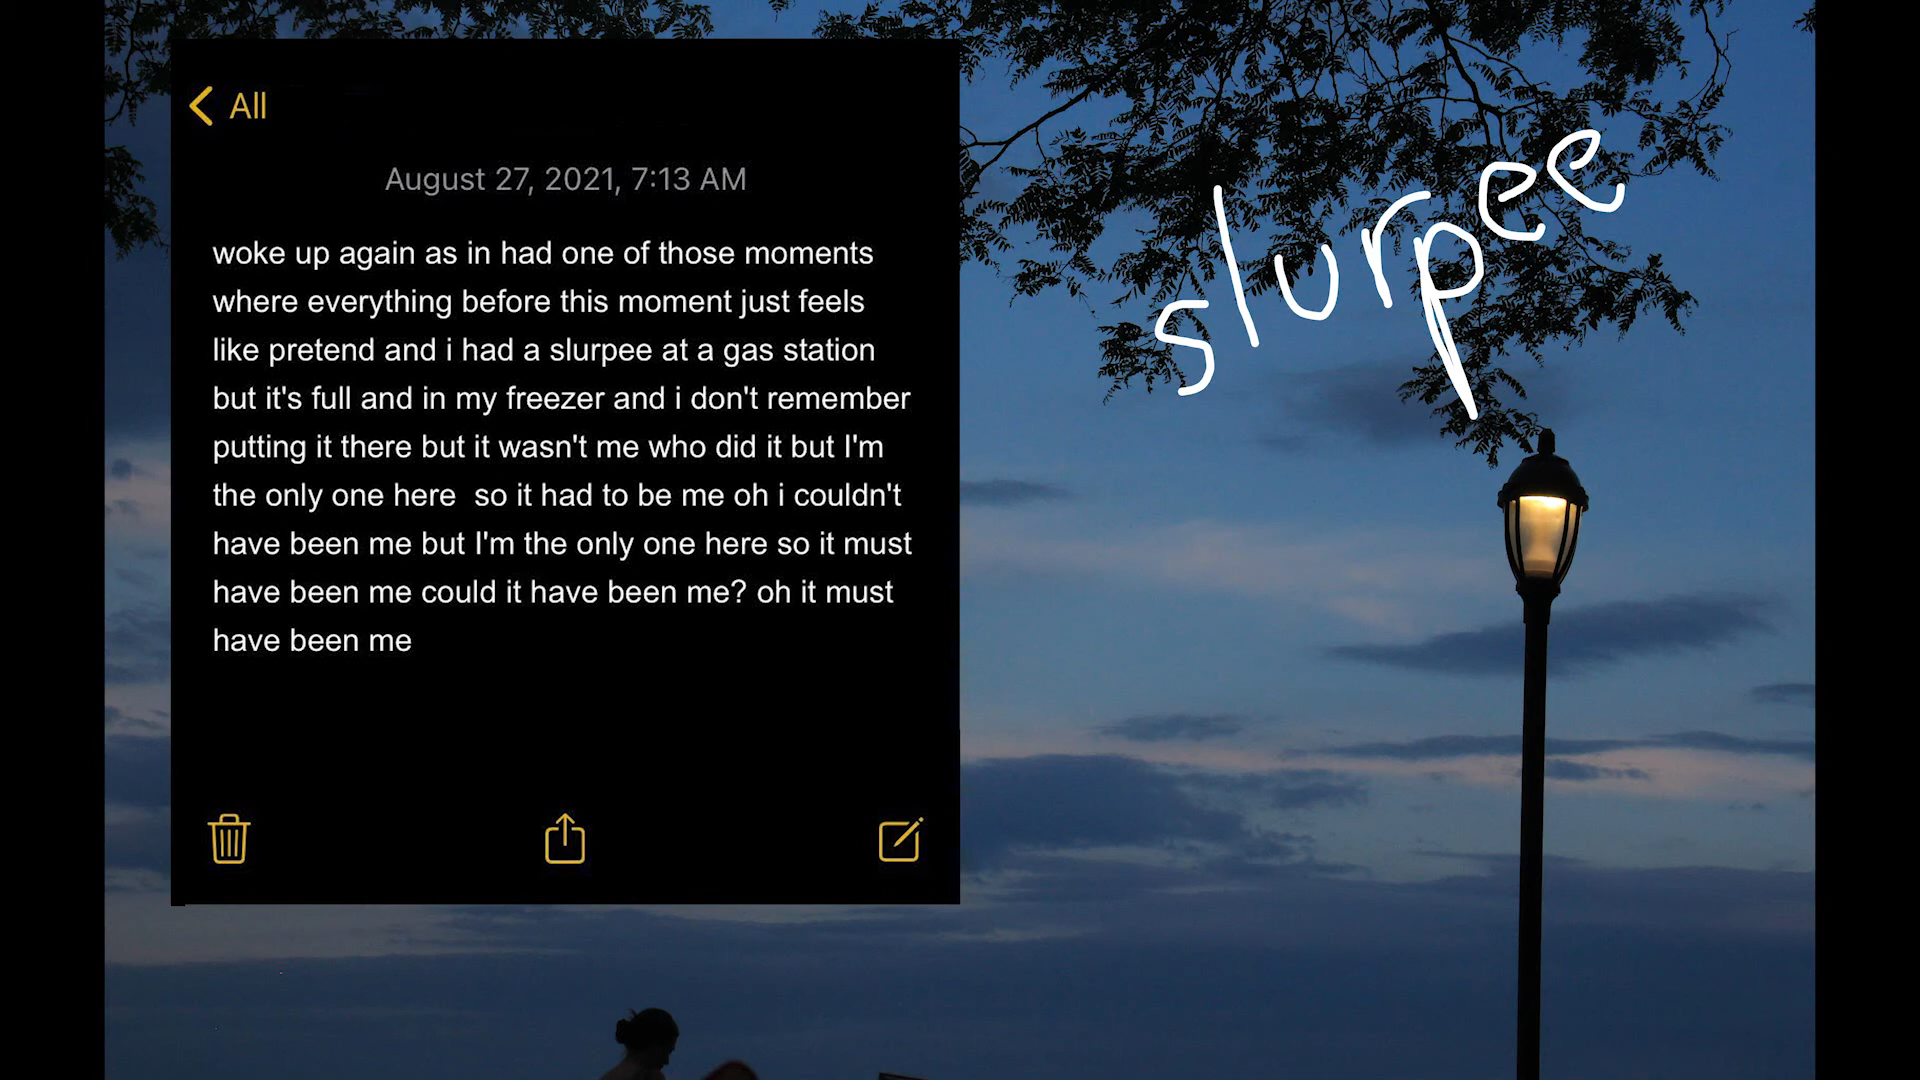 All
August 27, 2021, 7:13 AM
woke up again as in had one of those moments
where everything before this moment just feels
like pretend and i had a slurpee at a gas station
but it's full and in my freezer and i don't remember
putting it there but it wasn't me who did it but I'm
the only one here  so it had to be me oh i couldn't
have been me but I'm the only one here so it must
have been me could it have been me? oh it must
have been me
slurpee